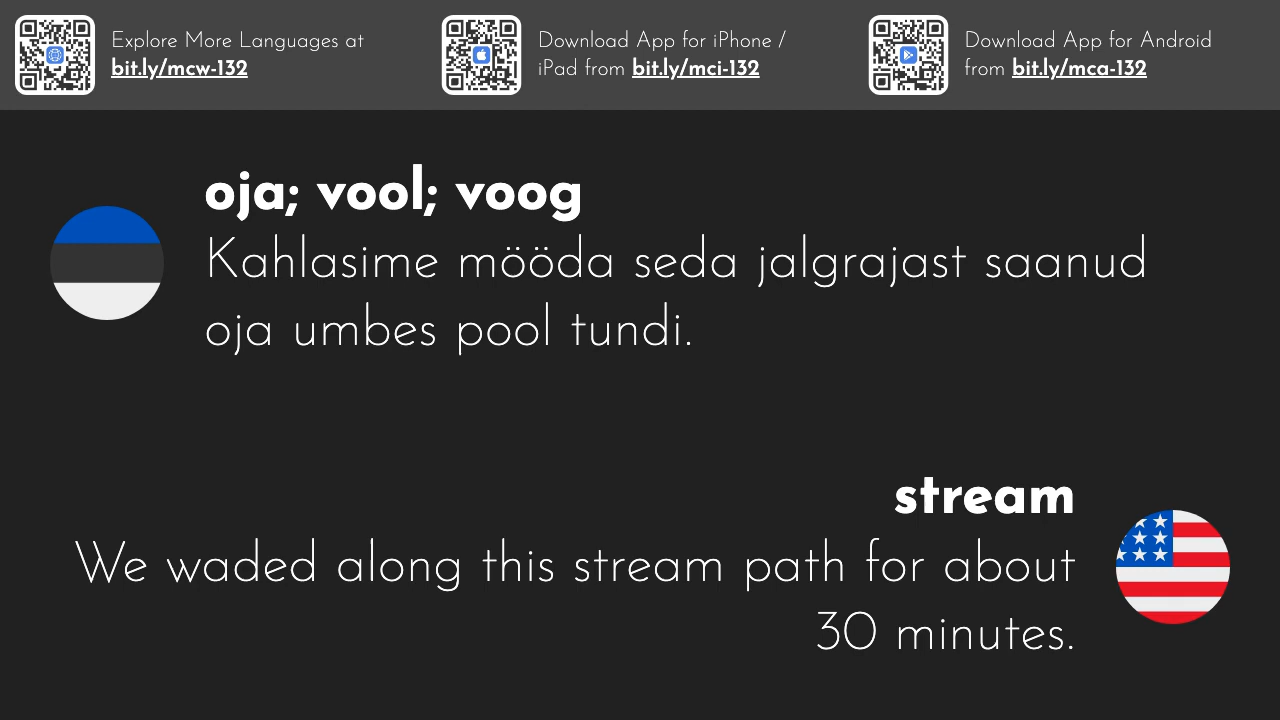 Explore More Languages at
bit.ly/mcw-132
Download App for iPhone /
iPad from bit.ly/mci-132
Download App for Android
from bit.ly/mca-132
oja; vool; voog
Kahlasime mööda seda jalgrajast saanud
oja umbes pool tundi.
stream
We waded along this stream path for about
30 minutes.